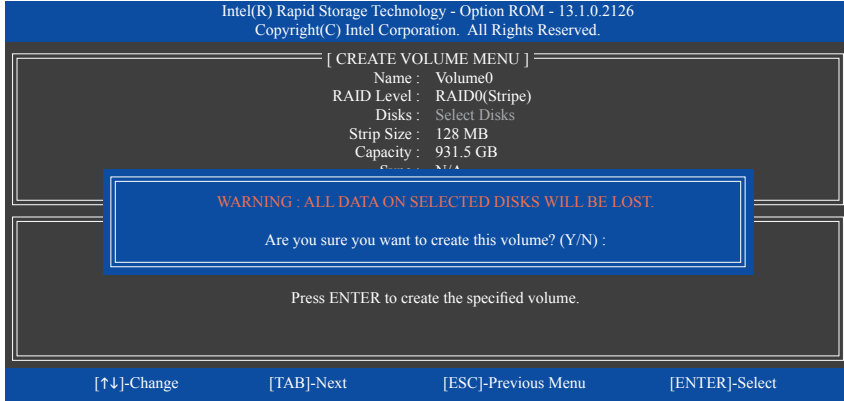 Intel(R) Rapid Storage Technology - Option ROM - 13.1.0.2126
Copyright(C) Intel Corporation. All Rights Reserved.
[ CREATE VOLUME MENU ]
Name : Volume0
RAID Level : RAID0(Stripe)
Disks : Select Disks
Strip Size : 128 MB
Capacity : 931.5 GB
WARNING : ALL DATA ON SELECTED DISKS WILL BE LOST.
Are you sure you want to create this volume? (Y/N) :
Press ENTER to create the specified volume.
[↑↓]-Change [TAB]-Next [ESC]-Previous Menu [ENTER]-Select